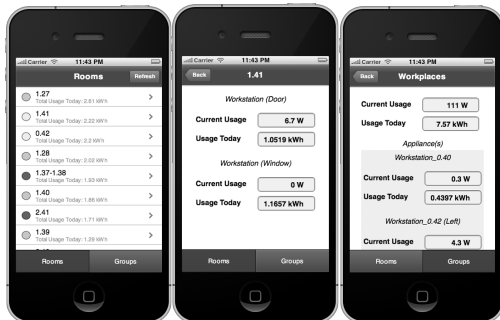 Carrier 11:43 PM
Rooms Refresh
1.27
Total Usage Today: 2.61 kWh
1.41
Total Usage Today: 2.22 kWh
0.42
Total Usage Today: 2.2 kWh
1.28
Total Usage Today: 2.02 kWh
1.37-1.38
Total Usage Today: 1.93 kWh
1.40
Total Usage Today: 1.86 kWh
2.41
Total Usage Today: 1.71 kWh
1.39
Total Usage Today: 1.29 kWh
Rooms Groups
Carrier 11:43 PM
Back 1.41
Workstation (Door)
Current Usage 6.7 W
Usage Today 1.0519 kWh
Workstation (Window)
Current Usage 0 W
Usage Today 1.1657 kWh
Rooms Groups
Carrier 11:43 PM
Back Workplaces
Current Usage 111 W
Usage Today 7.57 kWh
Appliance(s)
Workstation_0.40
Current Usage 0.3 W
Usage Today 0.4397 kWh
Workstation_0.42 (Left)
Current Usage 4.3 W
Rooms Groups